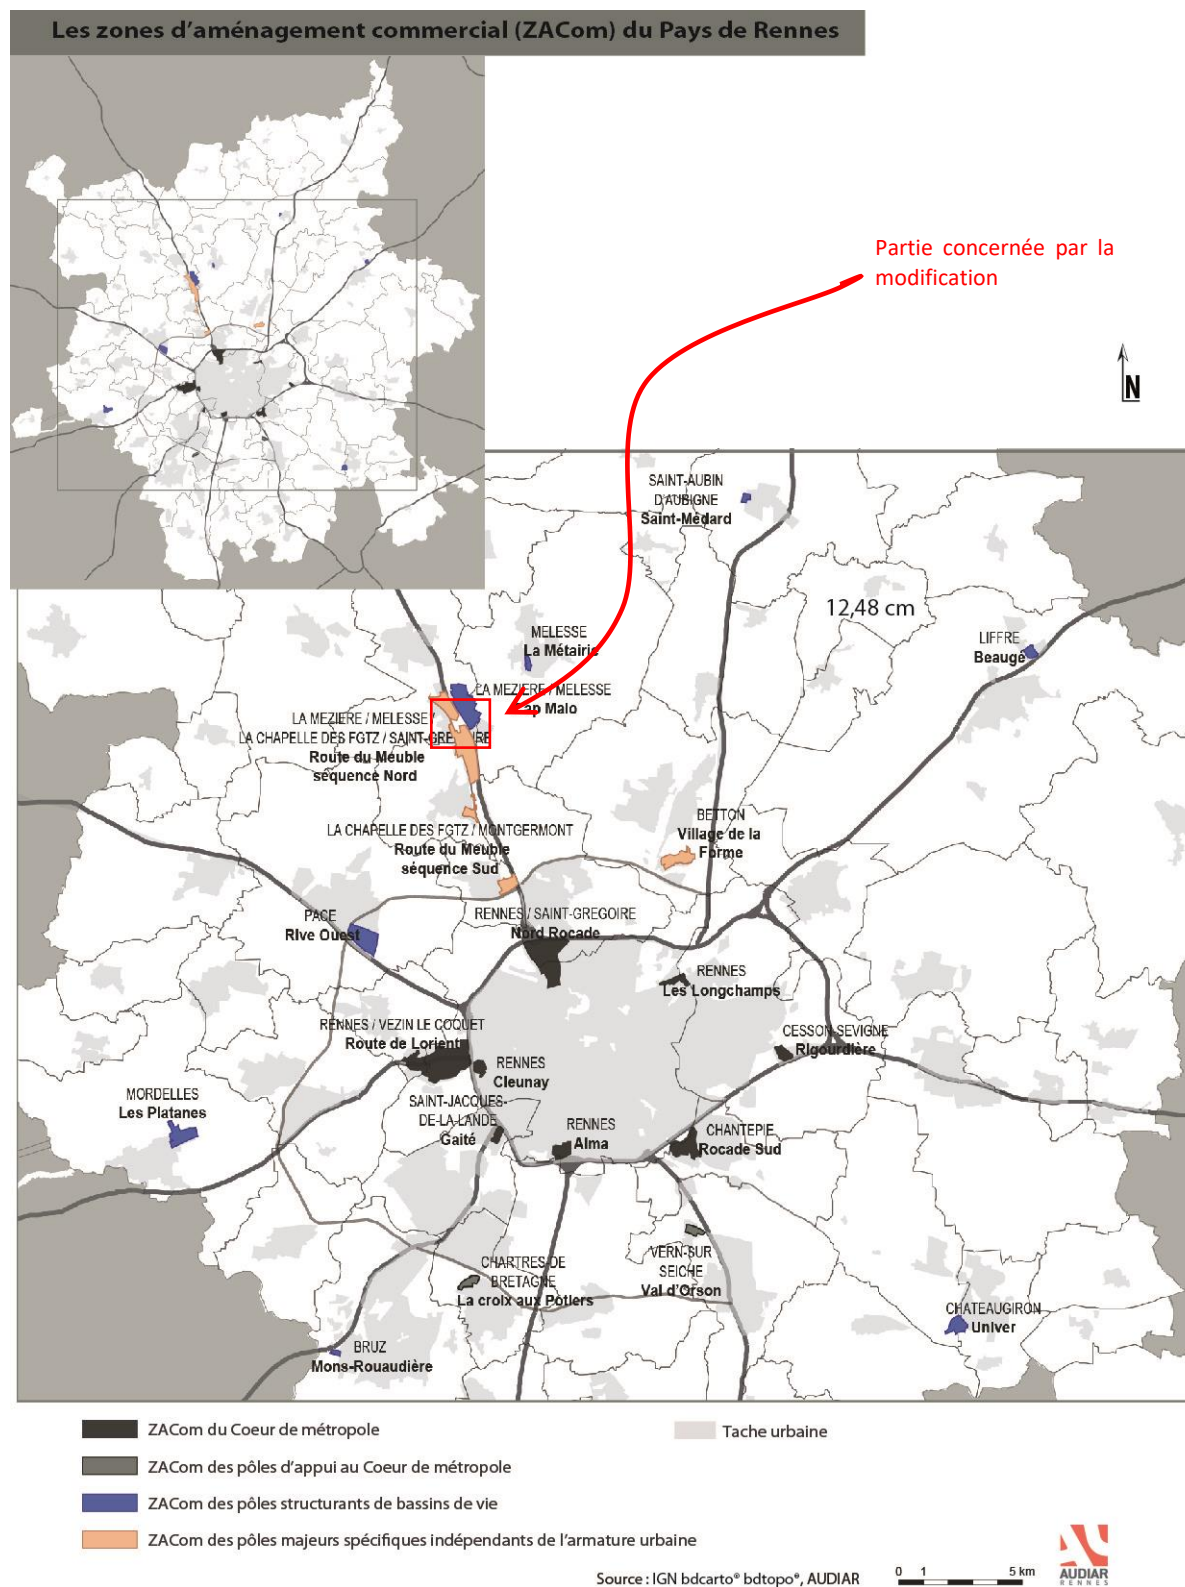 Les zones d'aménagement commercial (ZACom) du Pays de Rennes
Partie concernée par la
modification
N
SAINT-AUBIN
D'AUBIGNE
Saint-Médard
12,48 cm
MELESSE
La Métairie
LIFFRE
Beaugé
LA MEZIERE / MELESSE
Cap Malo
LA MEZIERE / MELESSE /
LA CHAPELLE DES FGTZ / SAINT-GREGOIRE
Route du Meuble
séquence Nord
LA CHAPELLE DES FGTZ / MONTGERMONT
Route du Meuble
séquence Sud
BETTON
Village de la
Forme
PACE
Rive Ouest
RENNES / SAINT-GREGOIRE
Nord Rocade
RENNES
Les Longchamps
RENNES / VEZIN LE COQUET
Route de Lorient
CESSON-SEVIGNE
Rigourdière
RENNES
Cleunay
MORDELLES
Les Platanes
SAINT-JACQUES-
DE-LA-LANDE
Gaité
RENNES
Alma
CHANTEPIE
Rocade Sud
VERN-SUR
SEICHE
Val d'Orson
CHARTRES-DE
BRETAGNE
La croix aux Potiers
CHATEAUGIRON
Univer
BRUZ
Mons-Rouaudière
ZACom du Coeur de métropole
Tache urbaine
ZACom des pôles d'appui au Coeur de métropole
ZACom des pôles structurants de bassins de vie
ZACom des pôles majeurs spécifiques indépendants de l'armature urbaine
Source : IGN bdcarto® bdtopo®, AUDIAR
0 1 5 km
AUDIAR
RENNES